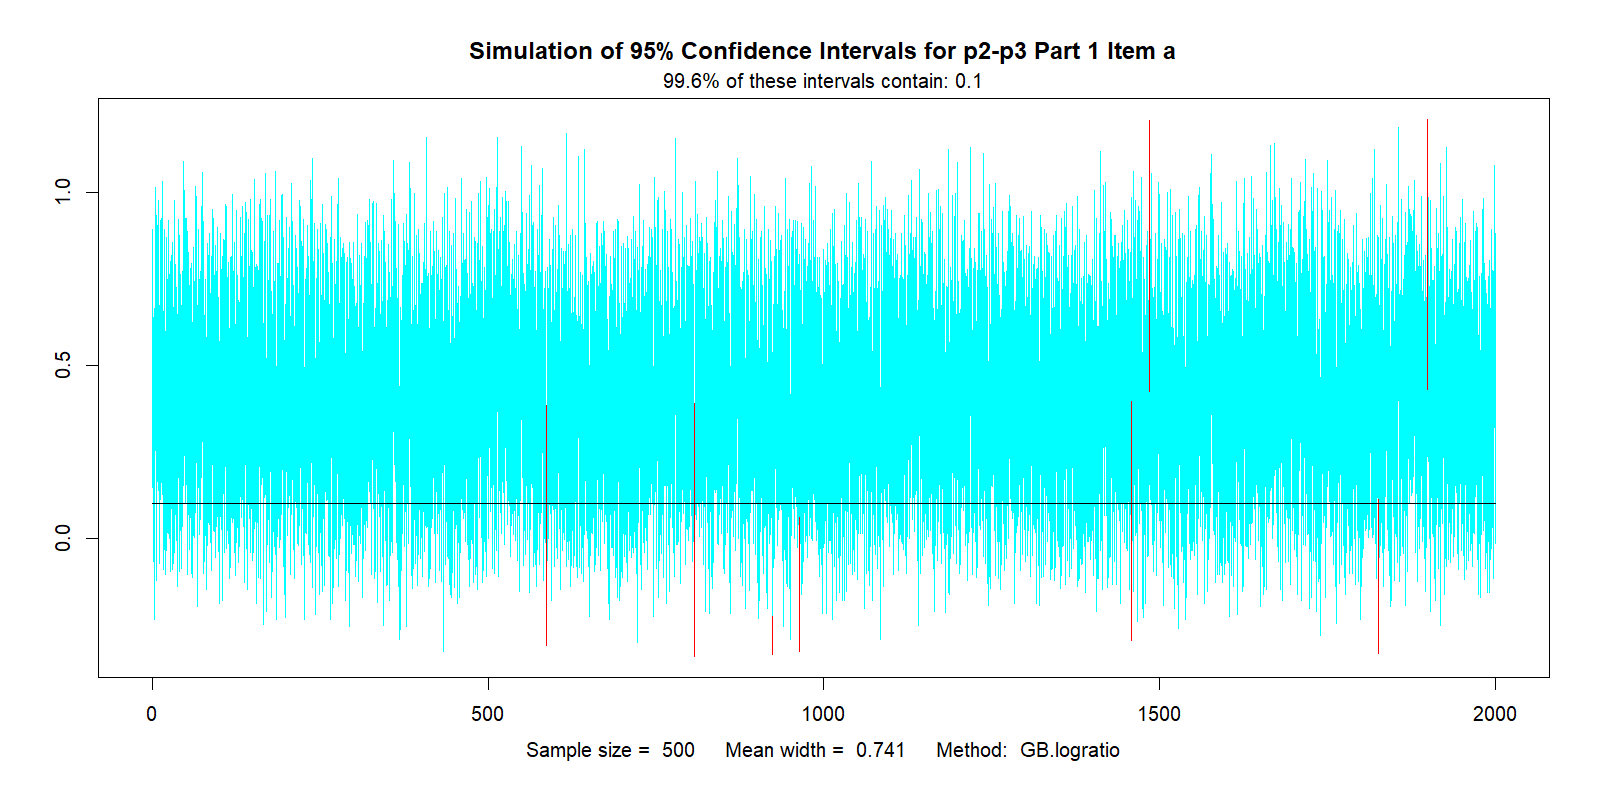 Simulation of 95% Confidence Intervals for p2-p3 Part 1 Item a
99.6% of these intervals contain: 0.1
1.0
0.5
0.0
0 500 1000 1500 2000
Sample size = 500 Mean width = 0.741 Method: GB.logratio